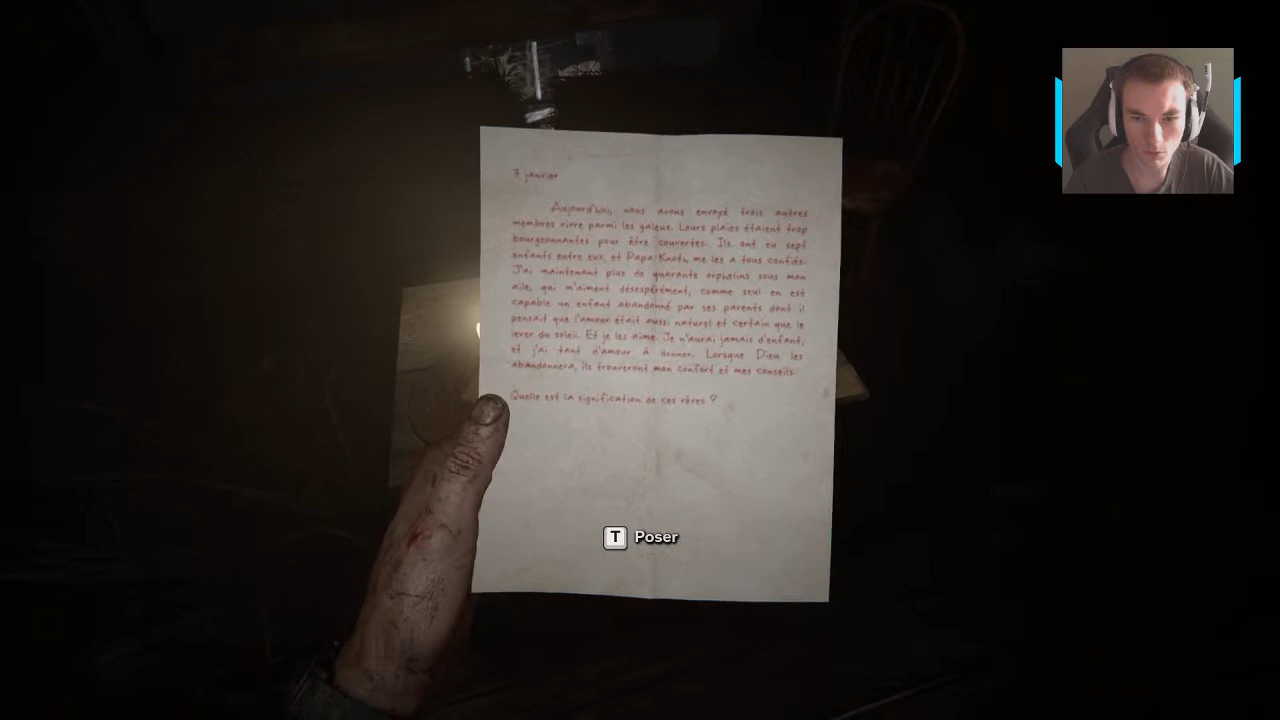 7 janvier
Aujourd'hui, nous avons envoyé trois autres
membres vivre parmi les galeux. Leurs plaies étaient trop
bourgeonnantes pour être couvertes. Ils ont eu sept
enfants entre eux, et Papa Knoth me les a tous confiés.
J'ai maintenant plus de quarante orphelins sous mon
aile, qui m'aiment désespérément, comme seul en est
capable un enfant abandonné par ses parents dont il
pensait que l'amour était aussi naturel et certain que le
lever du soleil. Et je les aime. Je n'aurai jamais d'enfant,
et j'ai tant d'amour à donner. Lorsque Dieu les
abandonnera, ils trouveront mon confort et mes conseils.
Quelle est la signification de ces rêves ?
T Poser